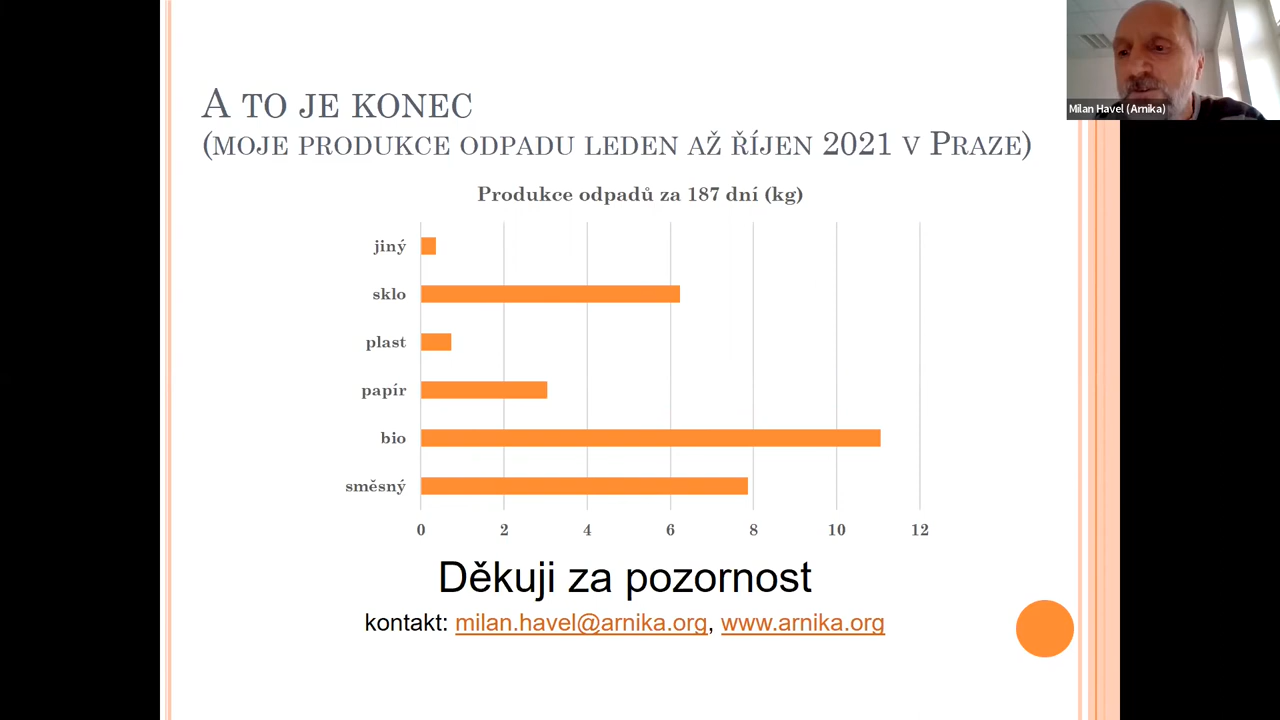 A TO JE KONEC
(MOJE PRODUKCE ODPADU LEDEN AŽ ŘÍJEN 2021 V PRAZE)
Milan Havel (Arnika)
Produkce odpadů za 187 dní (kg)
jiný
sklo
plast
papír
bio
směsný
0 2 4 6 8 10 12
Děkuji za pozornost
kontakt: milan.havel@arnika.org, www.arnika.org